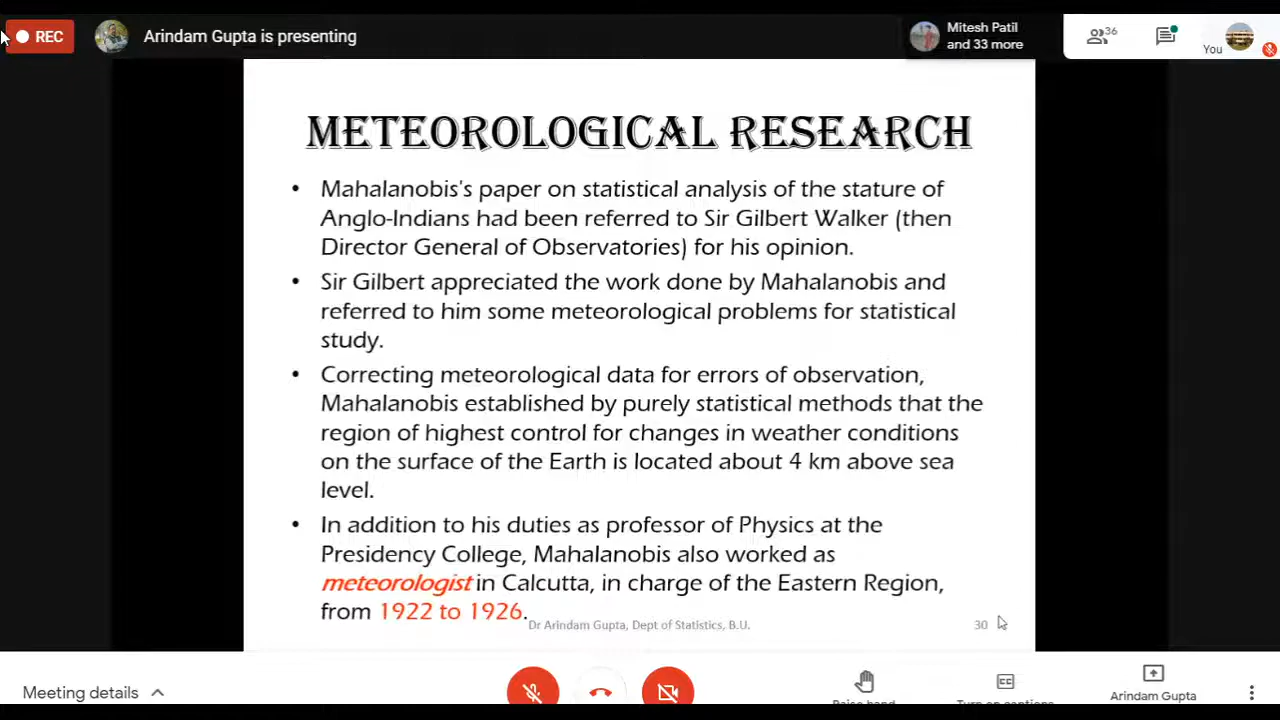 REC
Arindam Gupta is presenting
Mitesh Patil
and 33 more
36
You
METEOROLOGICAL RESEARCH
• Mahalanobis's paper on statistical analysis of the stature of
Anglo-Indians had been referred to Sir Gilbert Walker (then
Director General of Observatories) for his opinion.
• Sir Gilbert appreciated the work done by Mahalanobis and
referred to him some meteorological problems for statistical
study.
• Correcting meteorological data for errors of observation,
Mahalanobis established by purely statistical methods that the
region of highest control for changes in weather conditions
on the surface of the Earth is located about 4 km above sea
level.
• In addition to his duties as professor of Physics at the
Presidency College, Mahalanobis also worked as
meteorologist in Calcutta, in charge of the Eastern Region,
from 1922 to 1926.
Dr Arindam Gupta, Dept of Statistics, B.U.
30
Meeting details
CC
Raise hand
Turn on captions
Arindam Gupta